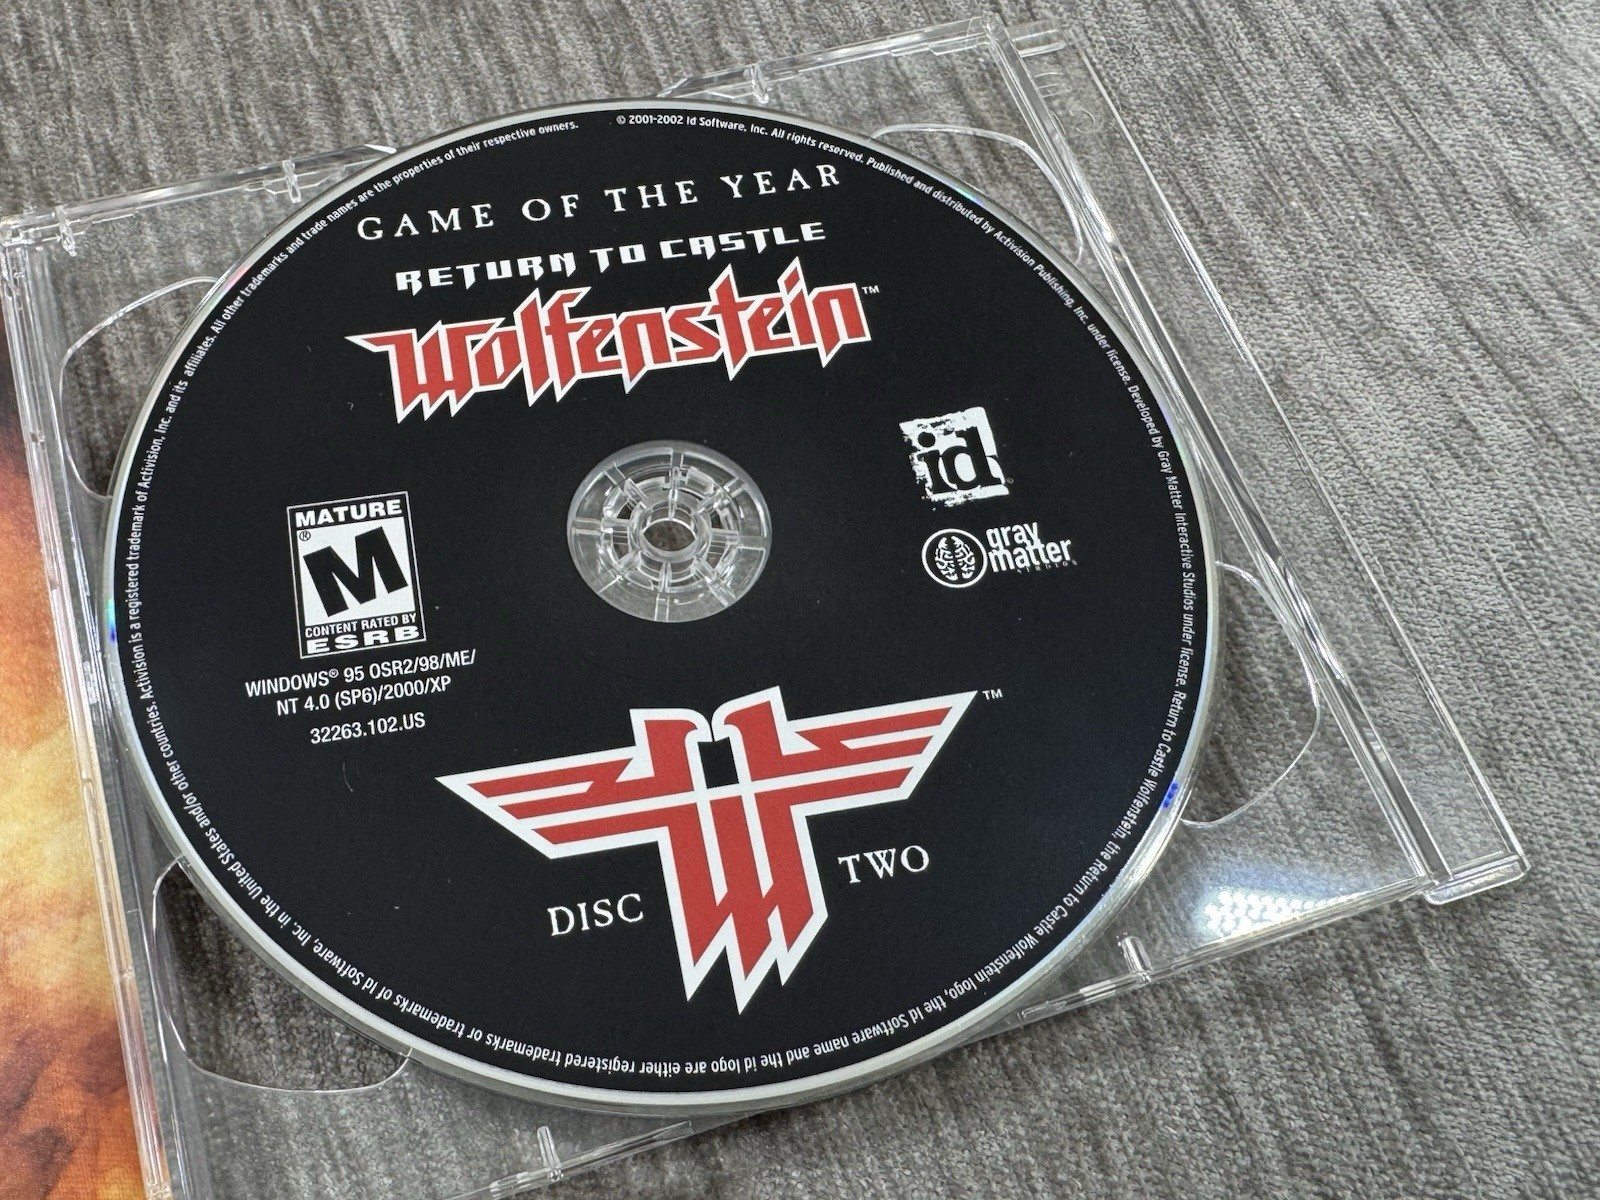 GAME OF THE YEAR
RETURN TO CASTLE
Wolfenstein™
id
gray
matter
STUDIOS
MATURE
M
®
CONTENT RATED BY
ESRB
WINDOWS® 95 OSR2/98/ME/
NT 4.0 (SP6)/2000/XP
32263.102.US
™
DISC
TWO
© 2001-2002 Id Software, Inc. All rights reserved. Published and distributed by Activision Publishing, Inc. under license. Developed by Gray Matter Interactive Studios under license. Return to Castle Wolfenstein, the Return to Castle Wolfenstein logo, the Id Software name and the id logo are either registered trademarks or trademarks of Id Software, Inc. in the United States and/or other countries. Activision is a registered trademark of Activision, Inc. and its affiliates. All other trademarks and trade names are the properties of their respective owners.